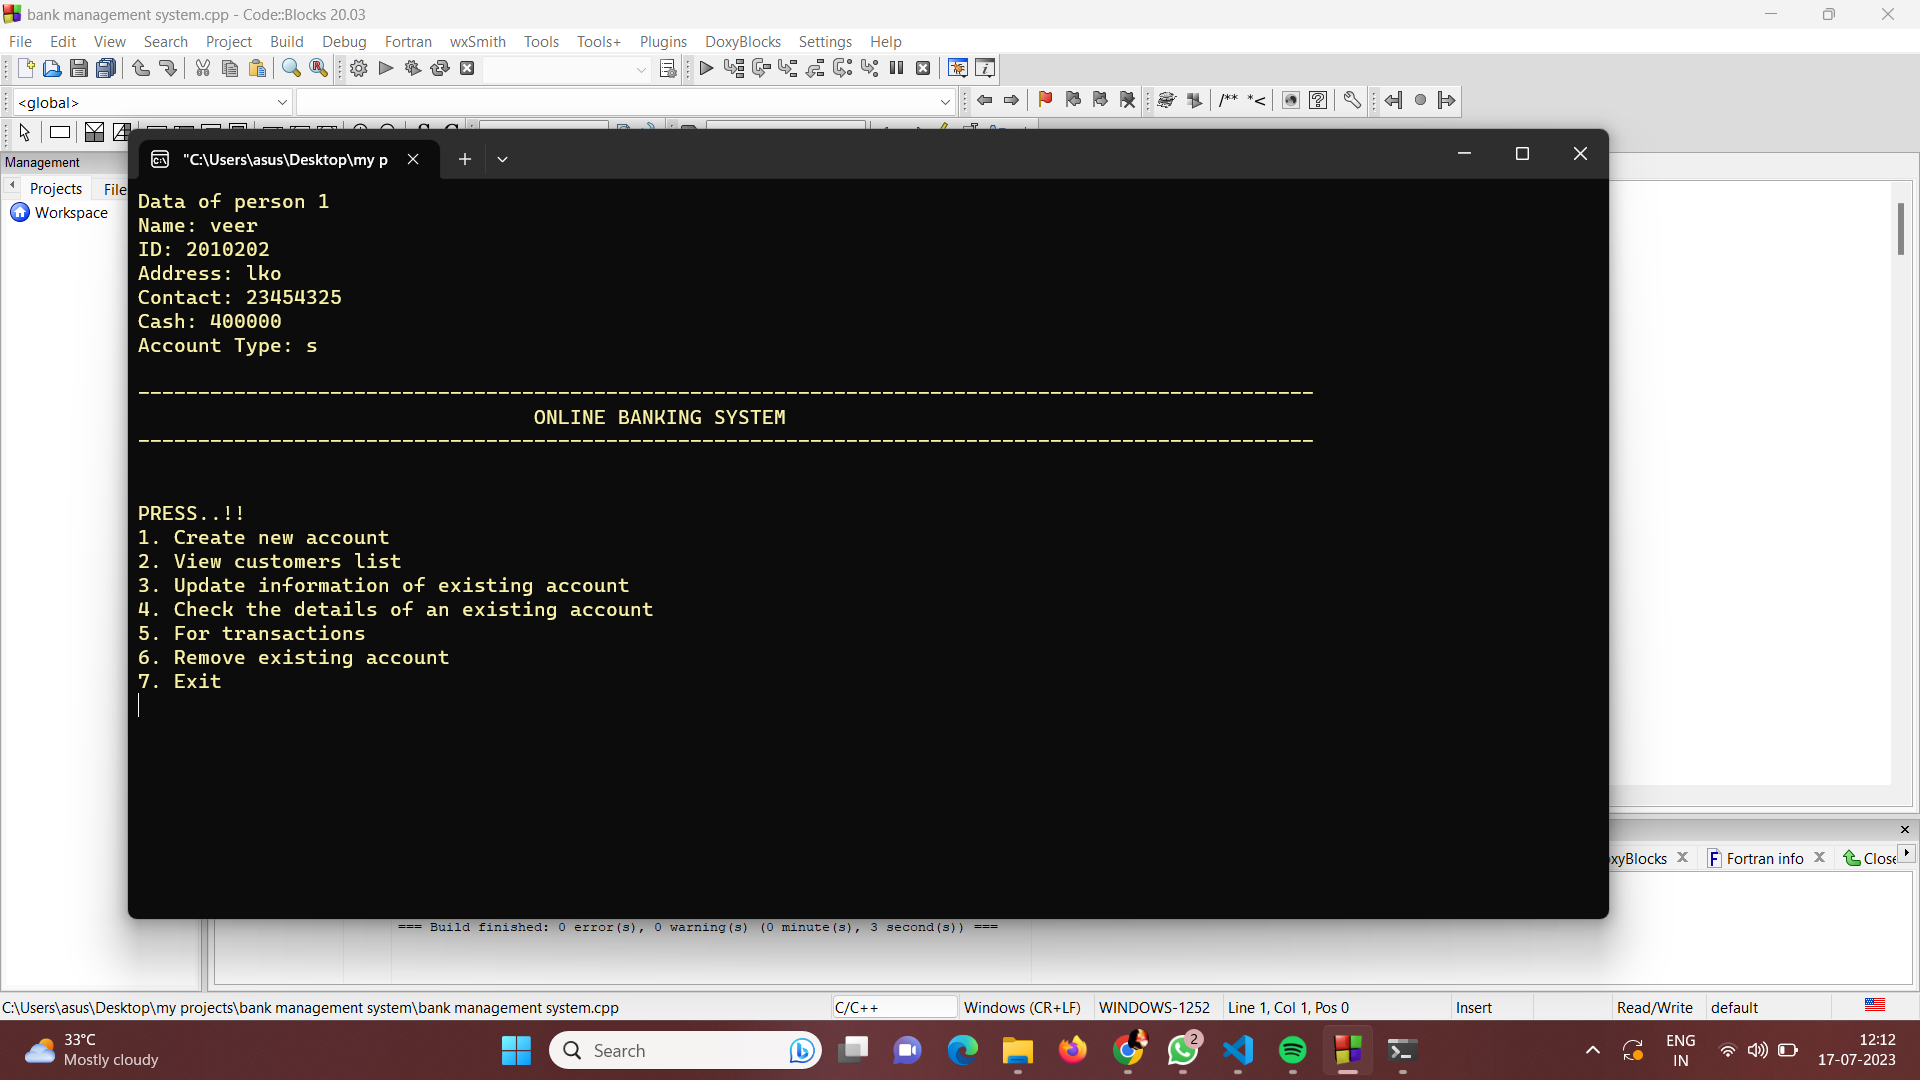 bank management system.cpp - Code::Blocks 20.03
File Edit View Search Project Build Debug Fortran wxSmith Tools Tools+ Plugins DoxyBlocks Settings Help
<global>
/** *<
Management
"C:\Users\asus\Desktop\my p
Projects File
Workspace
Data of person 1
Name: veer
ID: 2010202
Address: lko
Contact: 23454325
Cash: 400000
Account Type: s
ONLINE BANKING SYSTEM
PRESS..!!
1. Create new account
2. View customers list
3. Update information of existing account
4. Check the details of an existing account
5. For transactions
6. Remove existing account
7. Exit
oxyBlocks Fortran info Close
=== Build finished: 0 error(s), 0 warning(s) (0 minute(s), 3 second(s)) ===
C:\Users\asus\Desktop\my projects\bank management system\bank management system.cpp C/C++ Windows (CR+LF) WINDOWS-1252 Line 1, Col 1, Pos 0 Insert Read/Write default
33°C
Mostly cloudy
Search
2
ENG
IN
12:12
17-07-2023